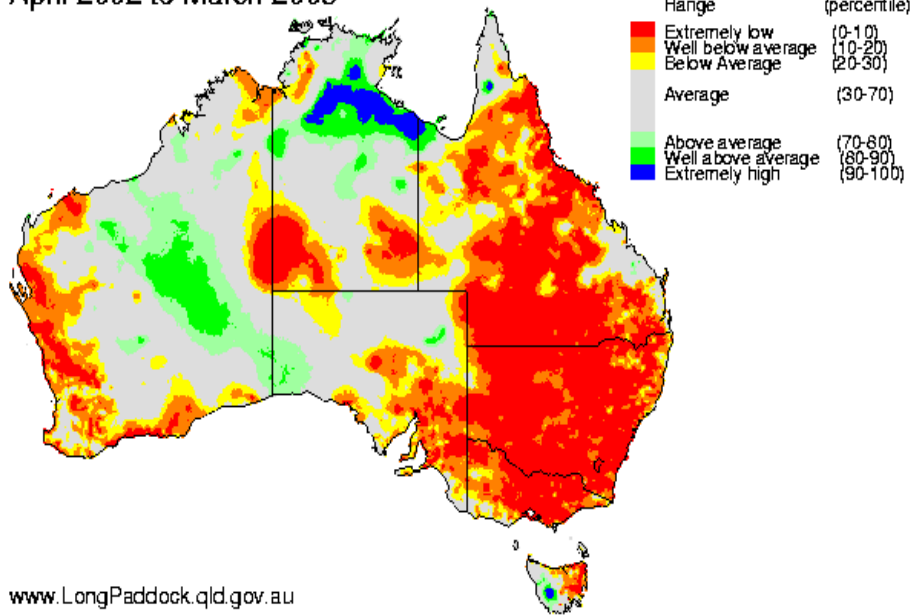 Range (percentile)
Extremely low (0-10)
Well below average (10-20)
Below Average (20-30)
Average (30-70)
Above average (70-80)
Well above average (80-90)
Extremely high (90-100)
www.LongPaddock.qld.gov.au